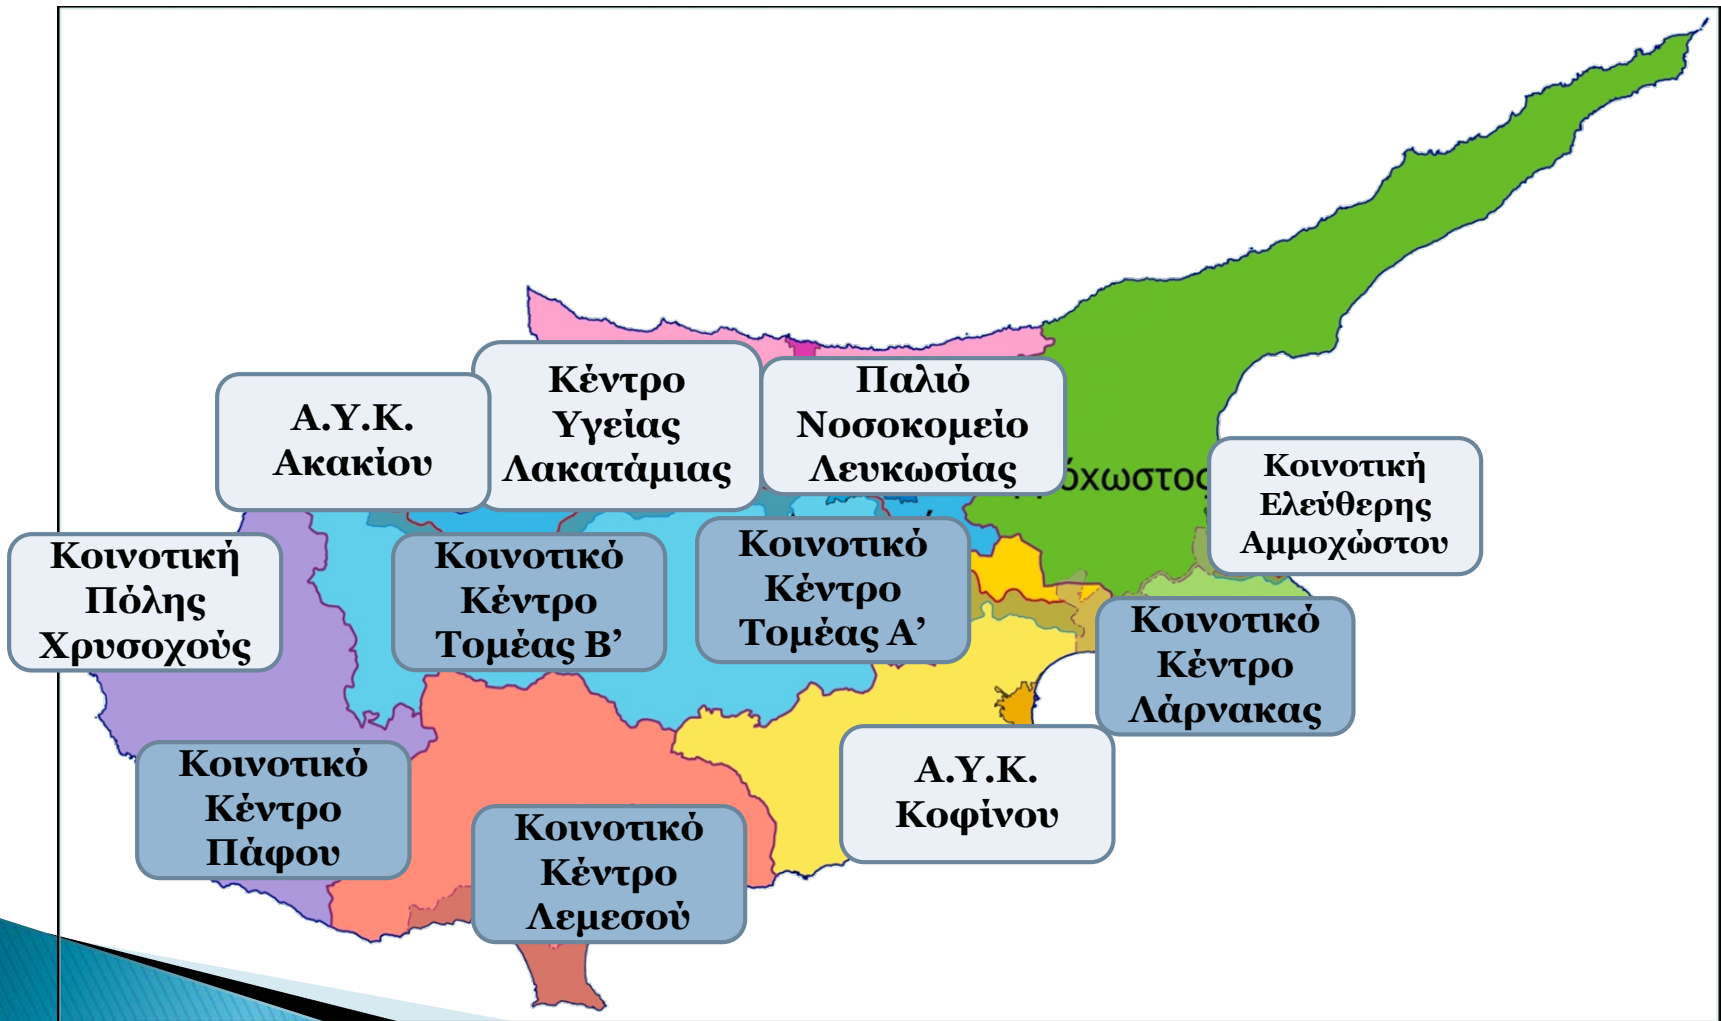 Κέντρο
Υγείας
Λακατάμιας
Παλιό
Νοσοκομείο
Λευκωσίας
Α.Υ.Κ.
Ακακίου
Κοινοτική
Ελεύθερης
Αμμοχώστου
Κοινοτική
Πόλης
Χρυσοχούς
Κοινοτικό
Κέντρο
Τομέας Β’
Κοινοτικό
Κέντρο
Τομέας Α’
Κοινοτικό
Κέντρο
Λάρνακας
Κοινοτικό
Κέντρο
Πάφου
Κοινοτικό
Κέντρο
Λεμεσού
Α.Υ.Κ.
Κοφίνου